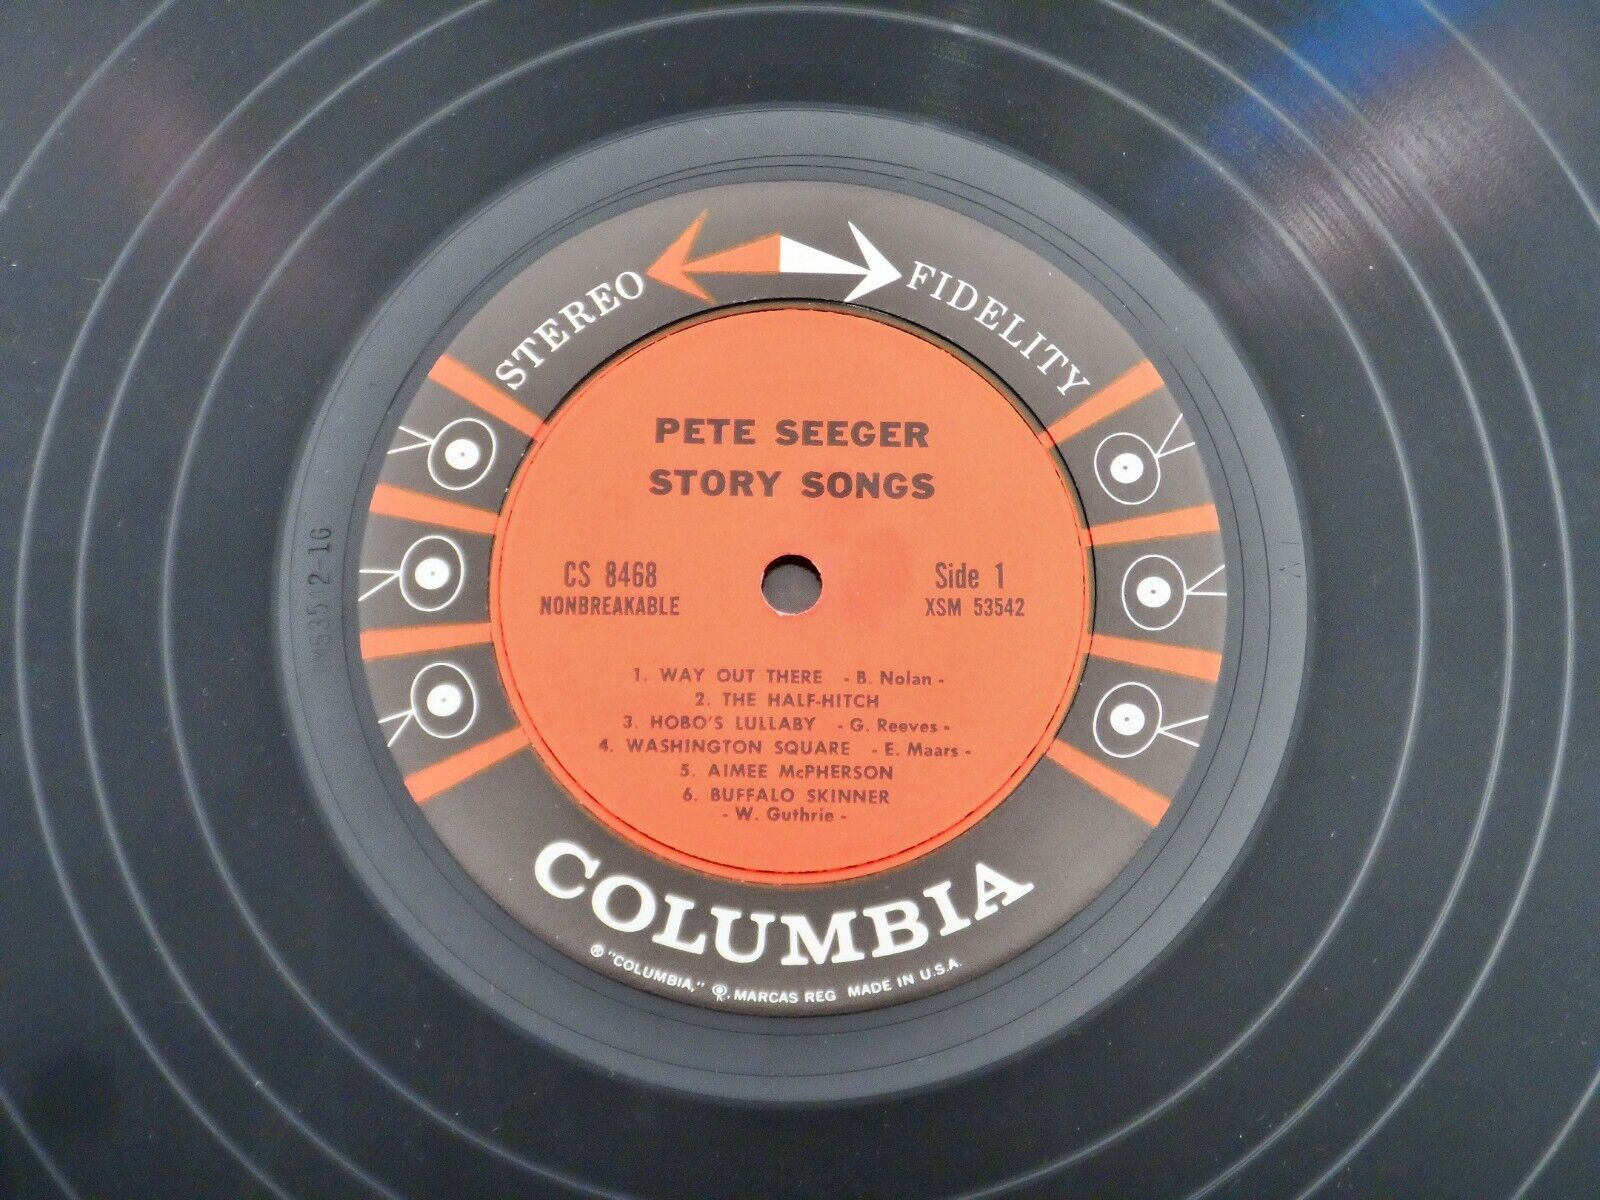 STEREO FIDELITY
PETE SEEGER
STORY SONGS
CS 8468
NONBREAKABLE
Side 1
XSM 53542
1. WAY OUT THERE - B. Nolan -
2. THE HALF-HITCH
3. HOBO'S LULLABY - G. Reeves -
4. WASHINGTON SQUARE - E. Maars -
5. AIMEE McPHERSON
6. BUFFALO SKINNER
- W. Guthrie -
COLUMBIA
® "COLUMBIA," MARCAS REG MADE IN U.S.A.